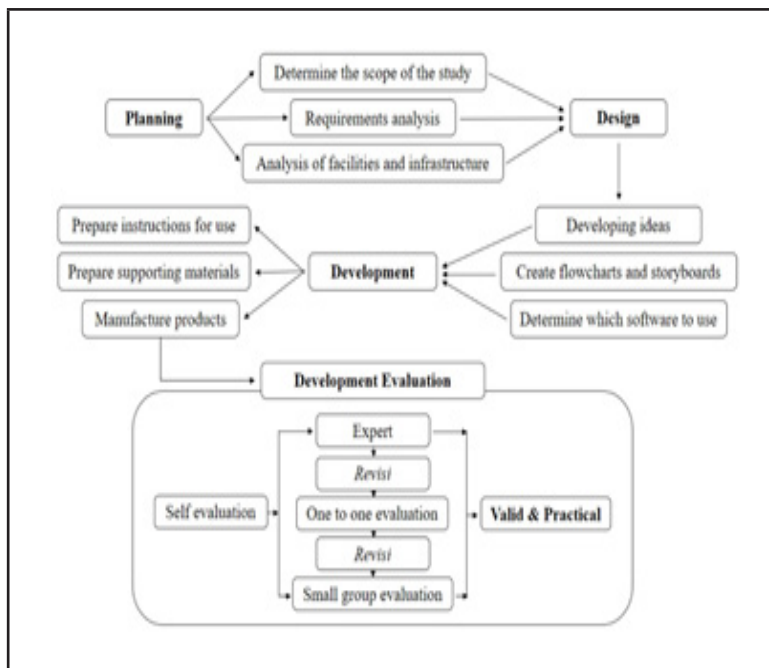 Determine the scope of the study
Planning
Requirements analysis
Design
Analysis of facilities and infrastructure
Prepare instructions for use
Developing ideas
Prepare supporting materials
Development
Create flowcharts and storyboards
Manufacture products
Determine which software to use
Development Evaluation
Expert
Revisi
Self evaluation
One to one evaluation
Valid & Practical
Revisi
Small group evaluation